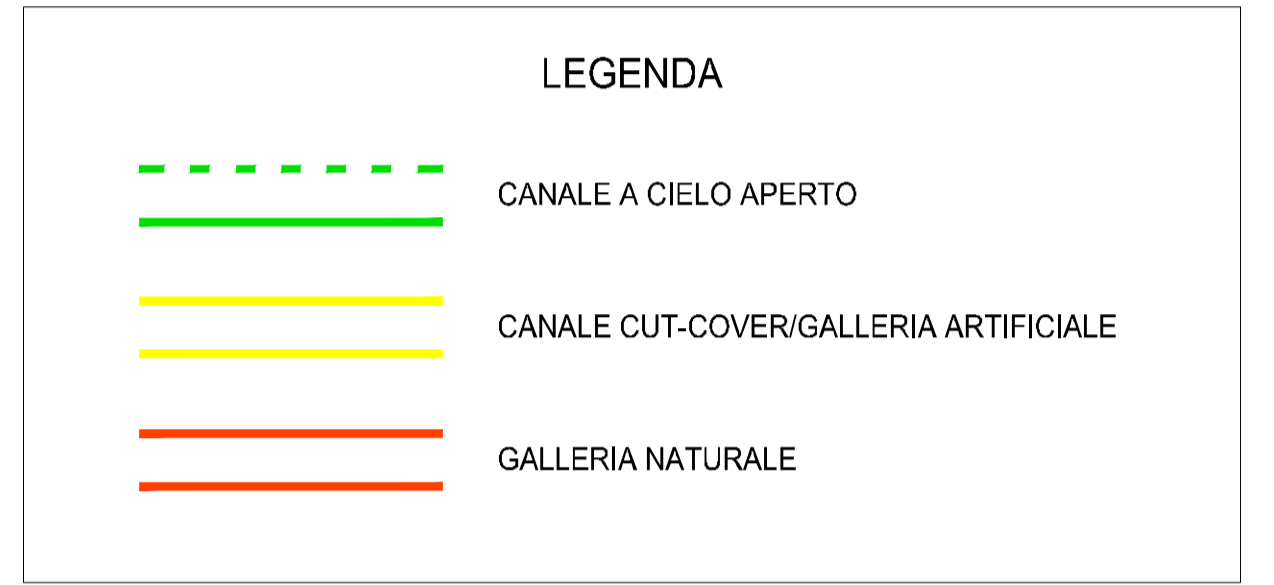 LEGENDA
CANALE A CIELO APERTO
CANALE CUT-COVER/GALLERIA ARTIFICIALE
GALLERIA NATURALE